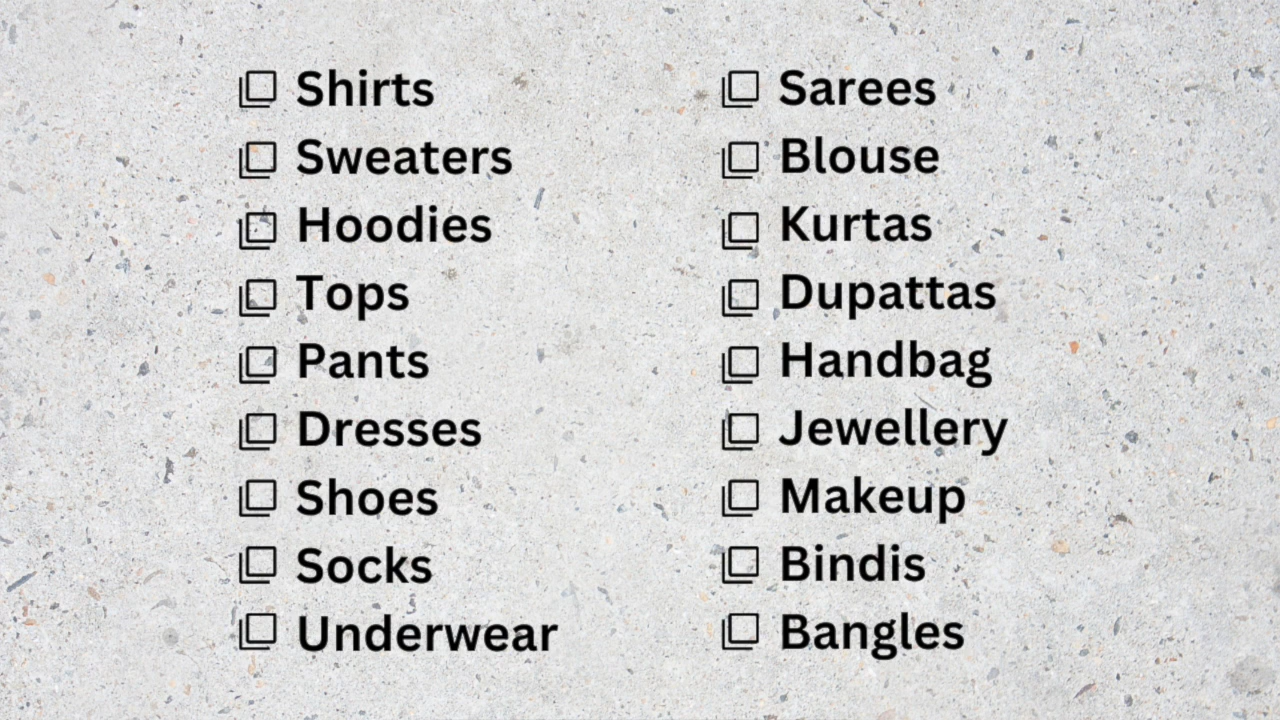 Shirts
Sweaters
Hoodies
Tops
Pants
Dresses
Shoes
Socks
Underwear
Sarees
Blouse
Kurtas
Dupattas
Handbag
Jewellery
Makeup
Bindis
Bangles